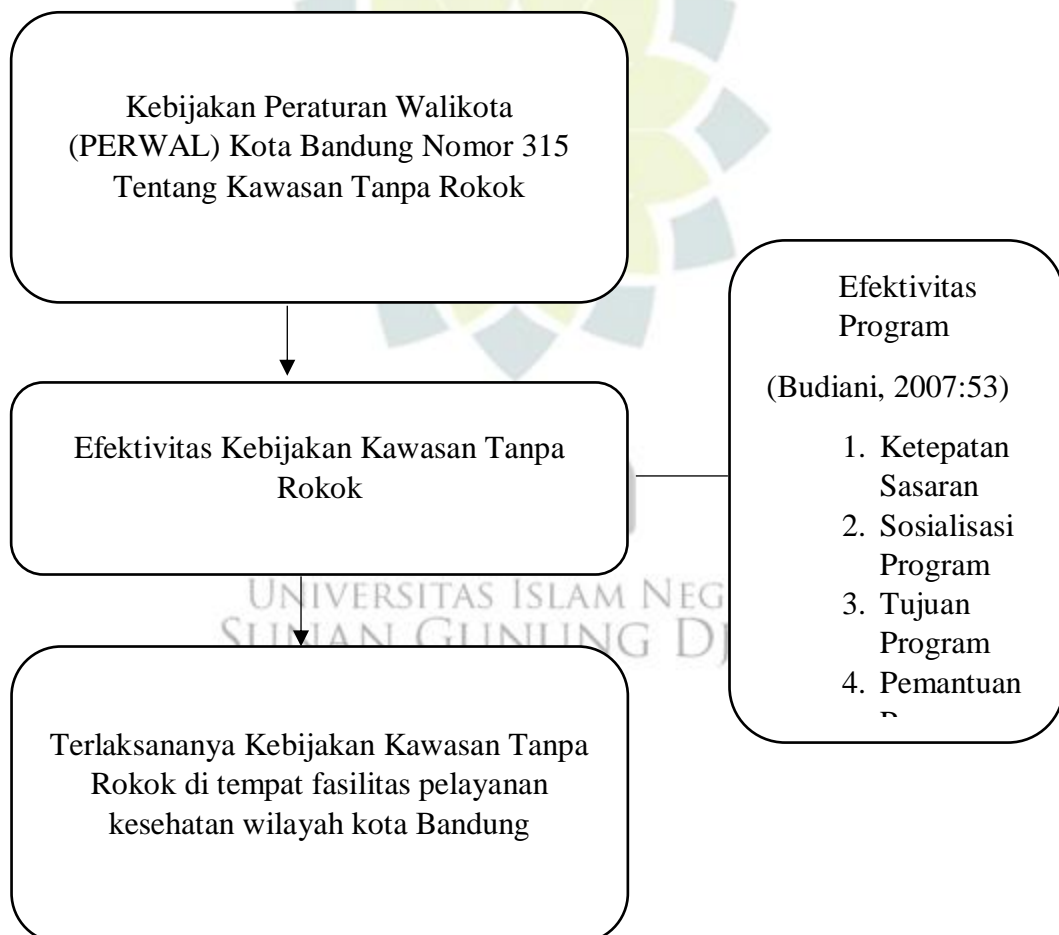 Kebijakan Peraturan Walikota
(PERWAL) Kota Bandung Nomor 315
Tentang Kawasan Tanpa Rokok
Efektivitas Kebijakan Kawasan Tanpa
Rokok
Efektivitas
Program
(Budiani, 2007:53)
1. Ketepatan
Sasaran
2. Sosialisasi
Program
3. Tujuan
Program
4. Pemantuan
UNIVERSITAS ISLAM NEG
SUNAN GUNUNG DJ
Terlaksananya Kebijakan Kawasan Tanpa
Rokok di tempat fasilitas pelayanan
kesehatan wilayah kota Bandung